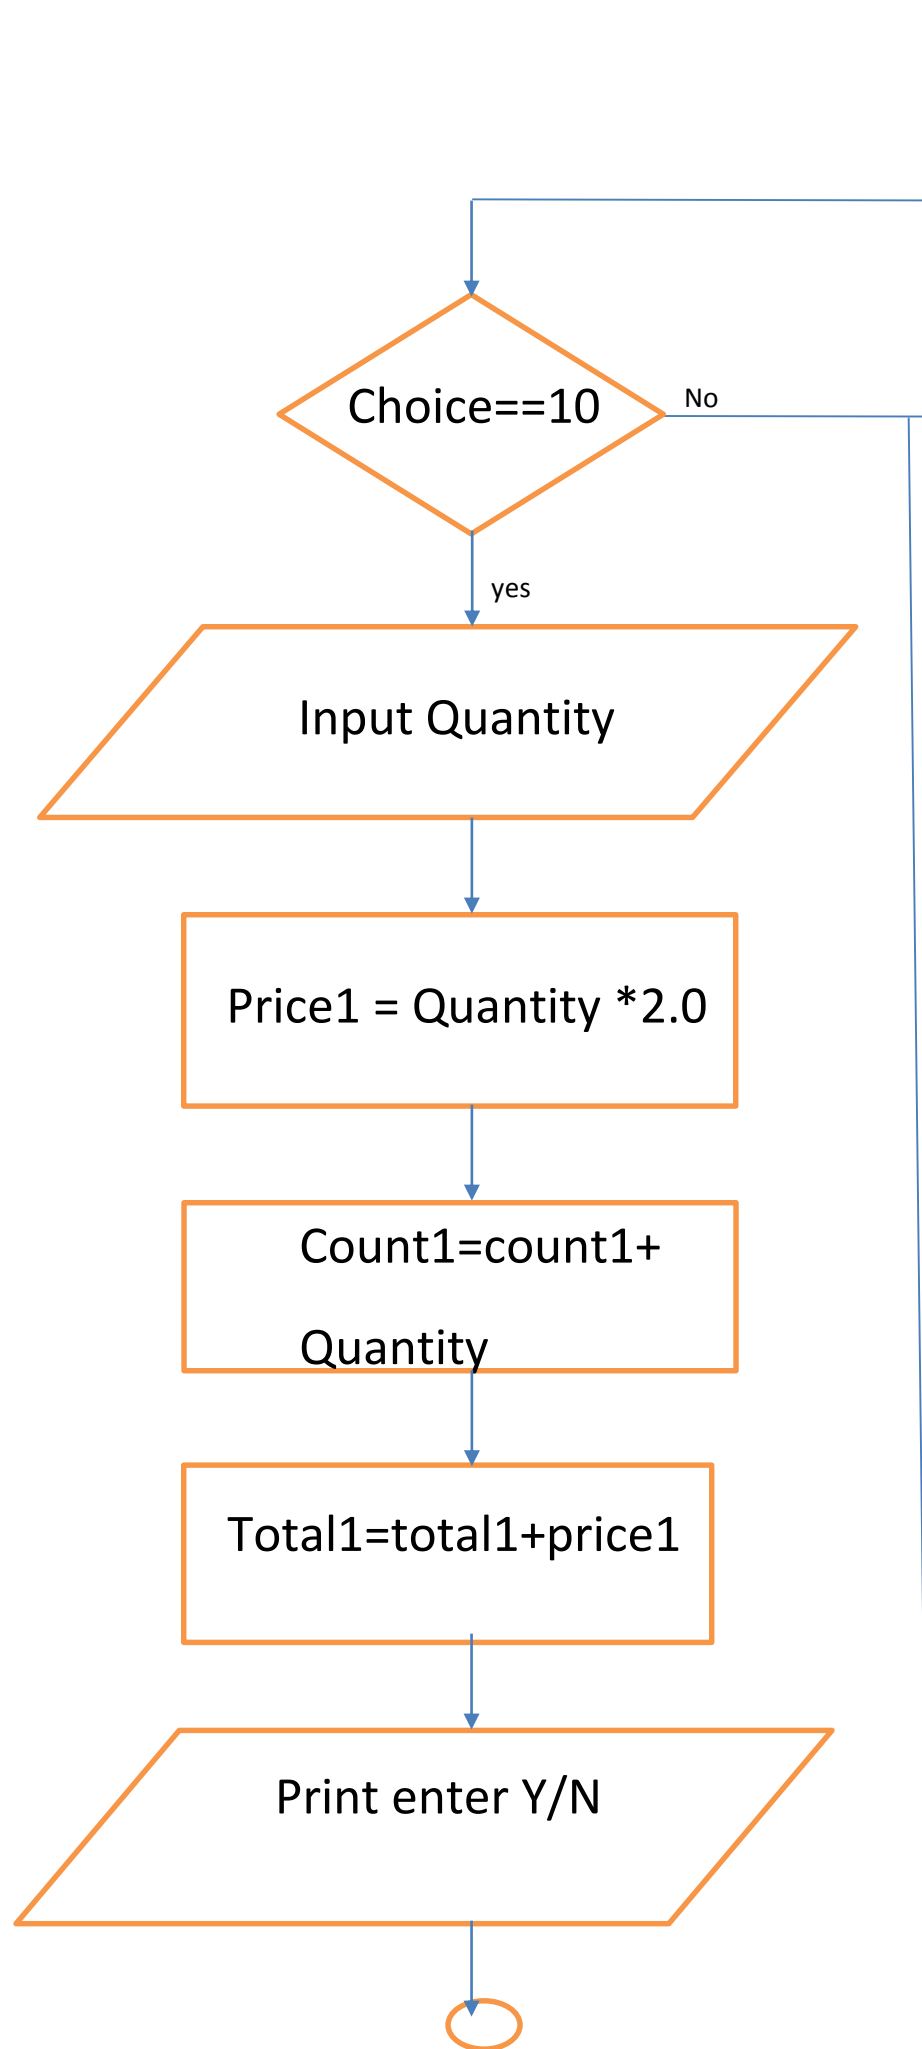 Choice==10
No
yes
Input Quantity
Price1 = Quantity *2.0
Count1=count1+
Quantity
Total1=total1+price1
Print enter Y/N